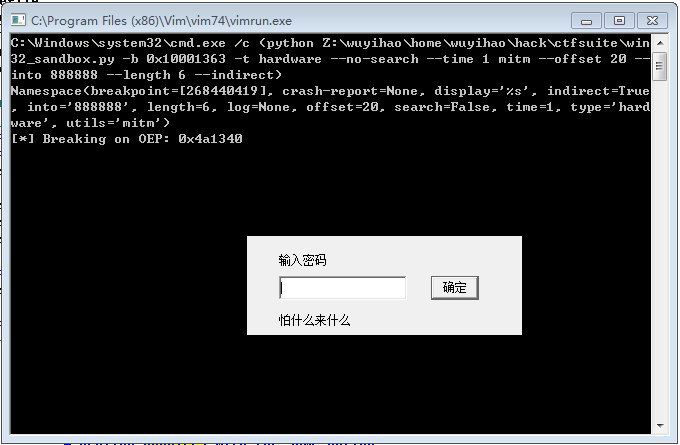 C:\Program Files (x86)\Vim\vim74\vimrun.exe
C:\Windows\system32\cmd.exe /c (python Z:\wuyihao\home\wuyihao\hack\ctfsuite\win
32_sandbox.py -b 0x10001363 -t hardware --no-search --time 1 mitm --offset 20 --
into 888888 --length 6 --indirect)
Namespace(breakpoint=[268440419], crash-report=None, display='%s', indirect=True
, into='888888', length=6, log=None, offset=20, search=False, time=1, type='hard
ware', utils='mitm')
[*] Breaking on OEP: 0x4a1340
输入密码
确定
怕什么来什么